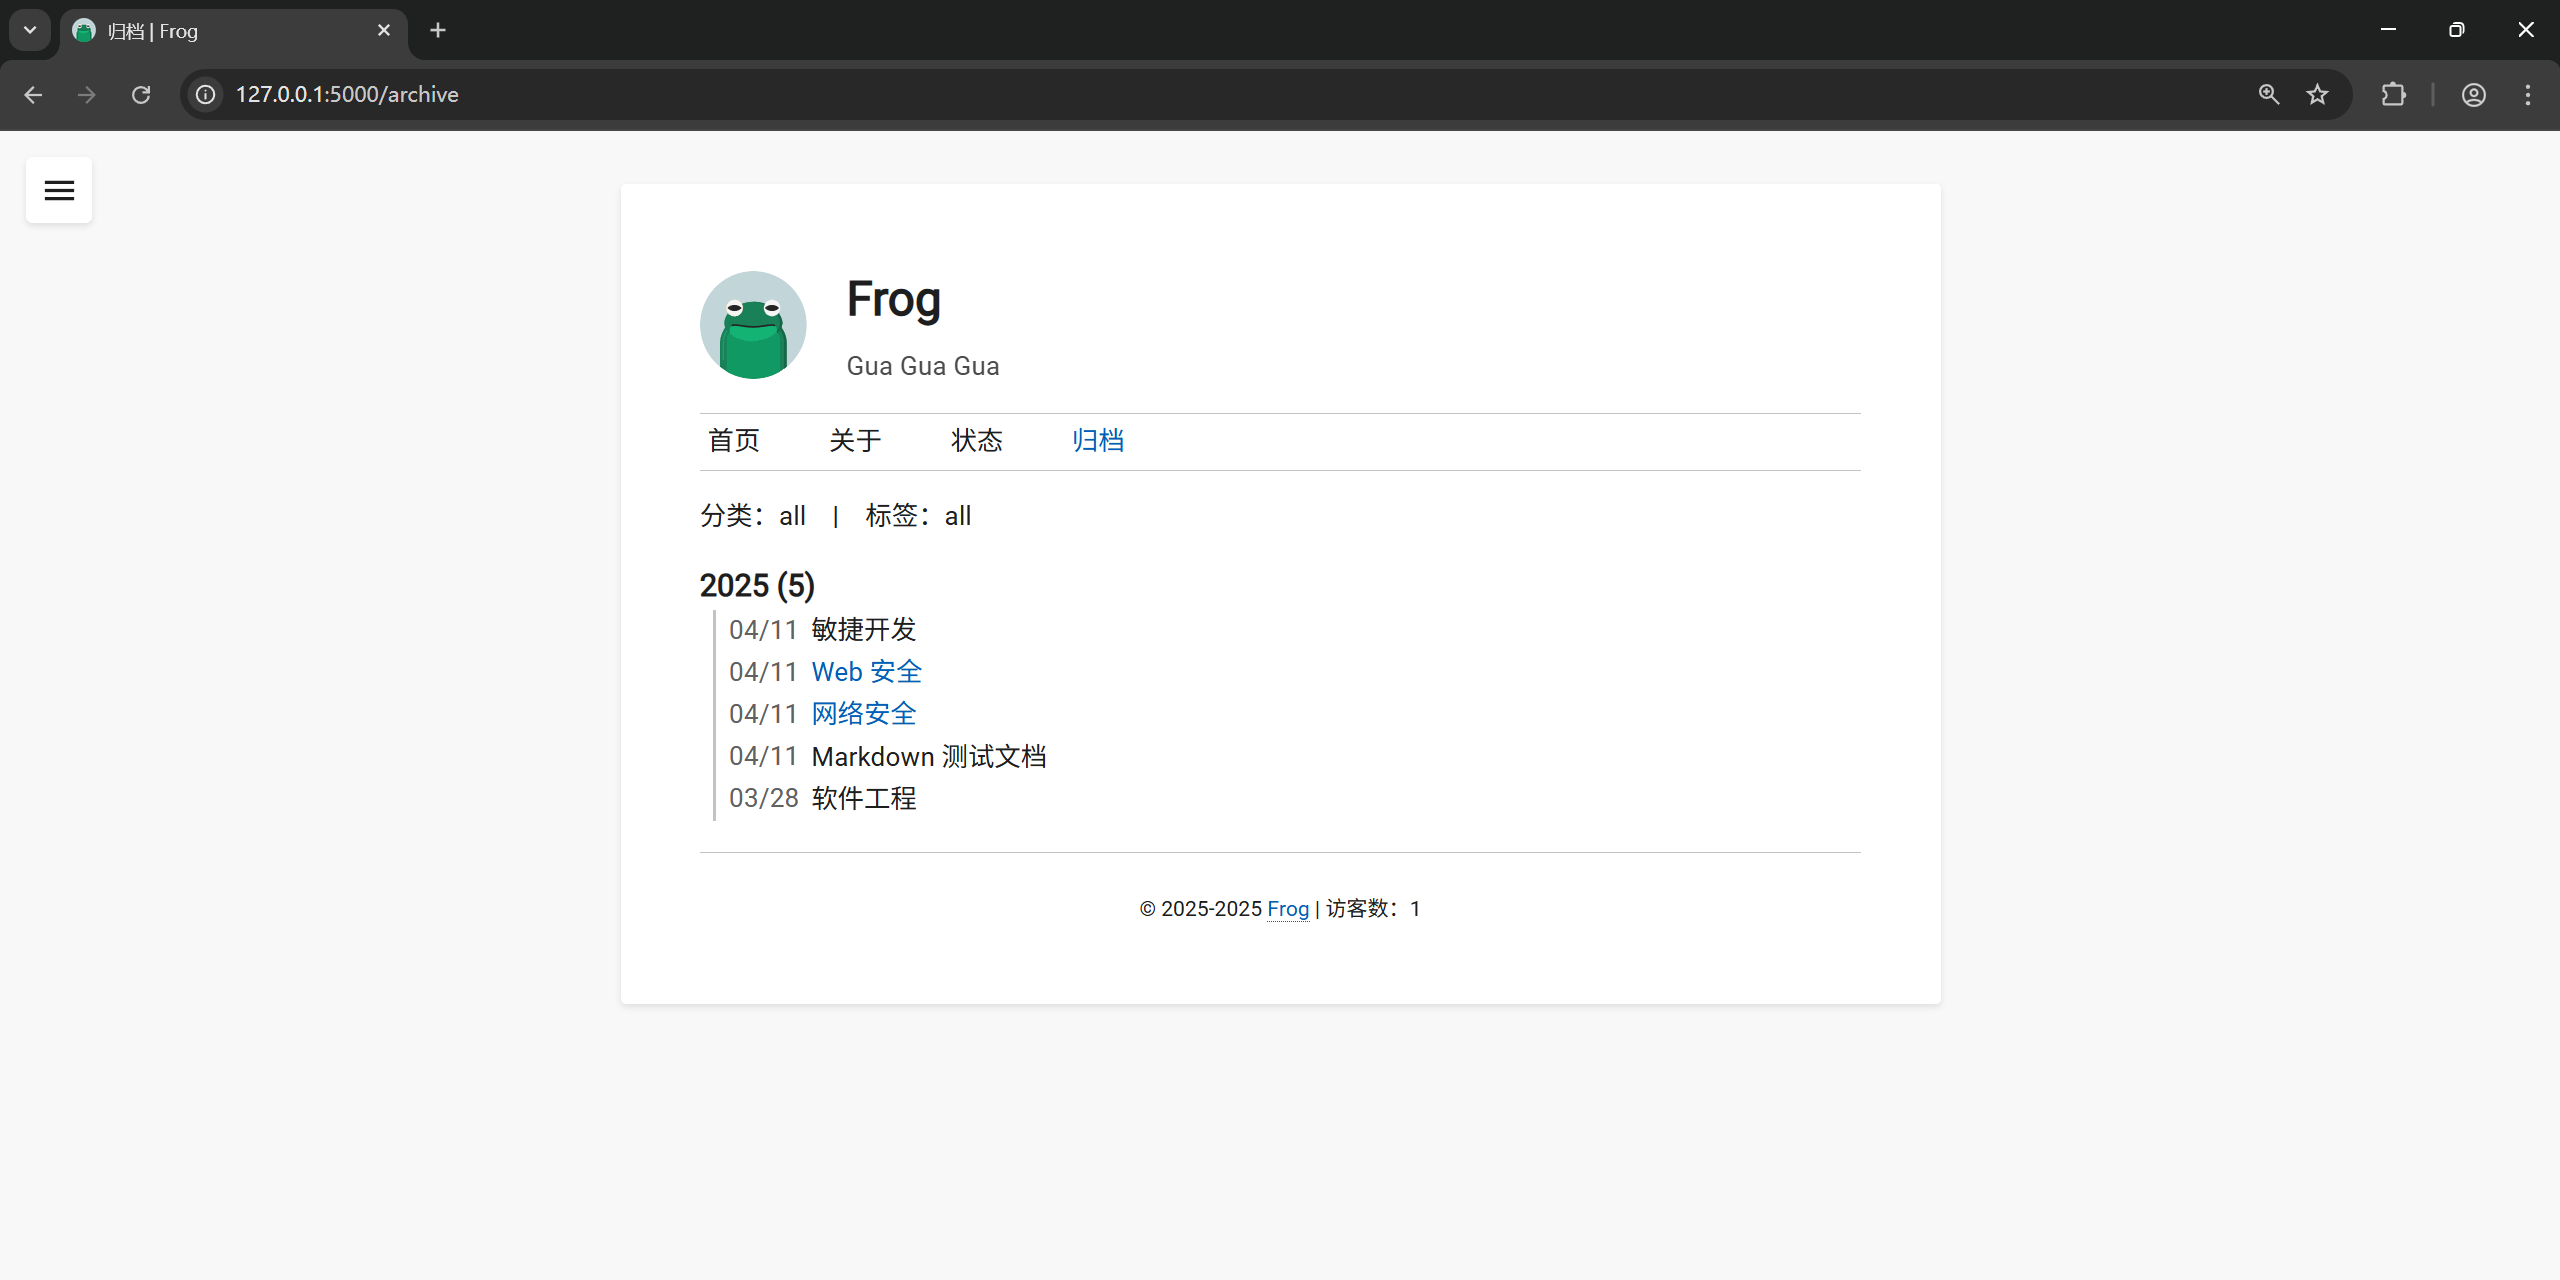 归档 | Frog
127.0.0.1:5000/archive
Frog
Gua Gua Gua
首页 关于 状态 归档
分类：all | 标签：all
2025 (5)
04/11 敏捷开发
04/11 Web 安全
04/11 网络安全
04/11 Markdown 测试文档
03/28 软件工程
© 2025-2025 Frog | 访客数：1